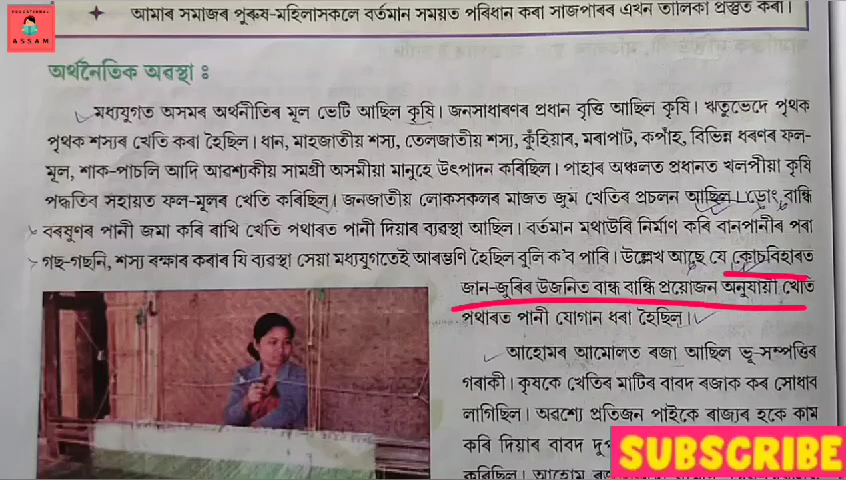 EDUCATIONAL
ASSAM
আমাৰ সমাজৰ পুৰুষ-মহিলাসকলে বৰ্তমান সময়ত পৰিধান কৰা সাজপাৰৰ এখন তালিকা প্ৰস্তুত কৰা।
অৰ্থনৈতিক অৱস্থা :
মধ্যযুগত অসমৰ অৰ্থনীতিৰ মূল ভেটি আছিল কৃষি। জনসাধাৰণৰ প্ৰধান বৃত্তি আছিল কৃষি। ঋতুভেদে পৃথক
পৃথক শস্যৰ খেতি কৰা হৈছিল। ধান, মাহজাতীয় শস্য, তেলজাতীয় শস্য, কুঁহিয়াৰ, মৰাপাট, কপাঁহ, বিভিন্ন ধৰণৰ ফল-
মূল, শাক-পাচলি আদি আৱশ্যকীয় সামগ্ৰী অসমীয়া মানুহে উৎপাদন কৰিছিল। পাহাৰ অঞ্চলত প্ৰধানত খলপীয়া কৃষি
পদ্ধতিৰ সহায়ত ফল-মূলৰ খেতি কৰিছিল। জনজাতীয় লোকসকলৰ মাজত জুম খেতিৰ প্ৰচলন আছিল। ডোং বান্ধি
বৰষুণৰ পানী জমা কৰি ৰাখি খেতি পথাৰত পানী দিয়াৰ ব্যৱস্থা আছিল। বৰ্তমান মথাউৰি নিৰ্মাণ কৰি বানপানীৰ পৰা
গছ-গছনি, শস্য ৰক্ষাৰ কৰাৰ যি ব্যৱস্থা সেয়া মধ্যযুগতেই আৰম্ভণি হৈছিল বুলি ক'ব পাৰি। উল্লেখ আছে যে কোচবিহাৰত
জান-জুৰিৰ উজনিত বান্ধ বান্ধি প্ৰয়োজন অনুযায়ী খেতি
পথাৰত পানী যোগান ধৰা হৈছিল।
আহোমৰ আমোলত ৰজা আছিল ভূ-সম্পত্তিৰ
গৰাকী। কৃষকে খেতিৰ মাটিৰ বাবদ ৰজাক কৰ সোধাব
লাগিছিল। অৱশ্যে প্ৰতিজন পাইকে ৰাজ্যৰ হকে কাম
কৰি দিয়াৰ বাবদ
কৰিছিল। আহোম
SUBSCRIBE